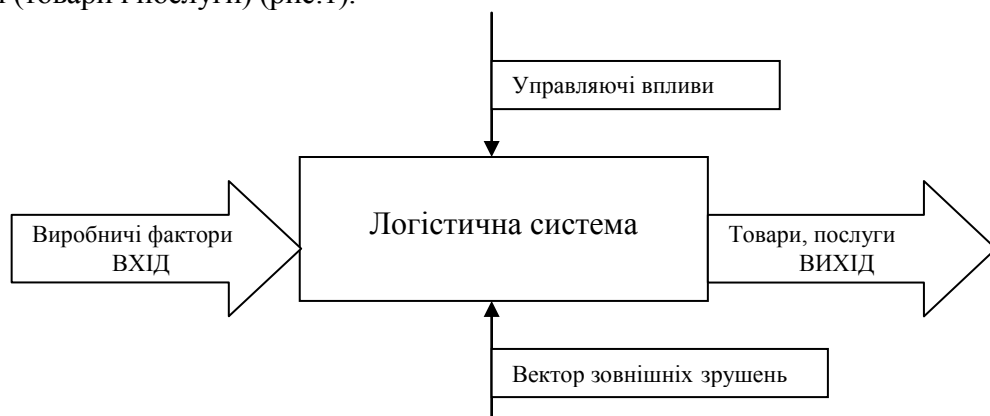 (товари і послуги) (рис.1).
Управляючі впливи
Логістична система
Виробничі фактори
ВХІД
Товари, послуги
ВИХІД
Вектор зовнішніх зрушень